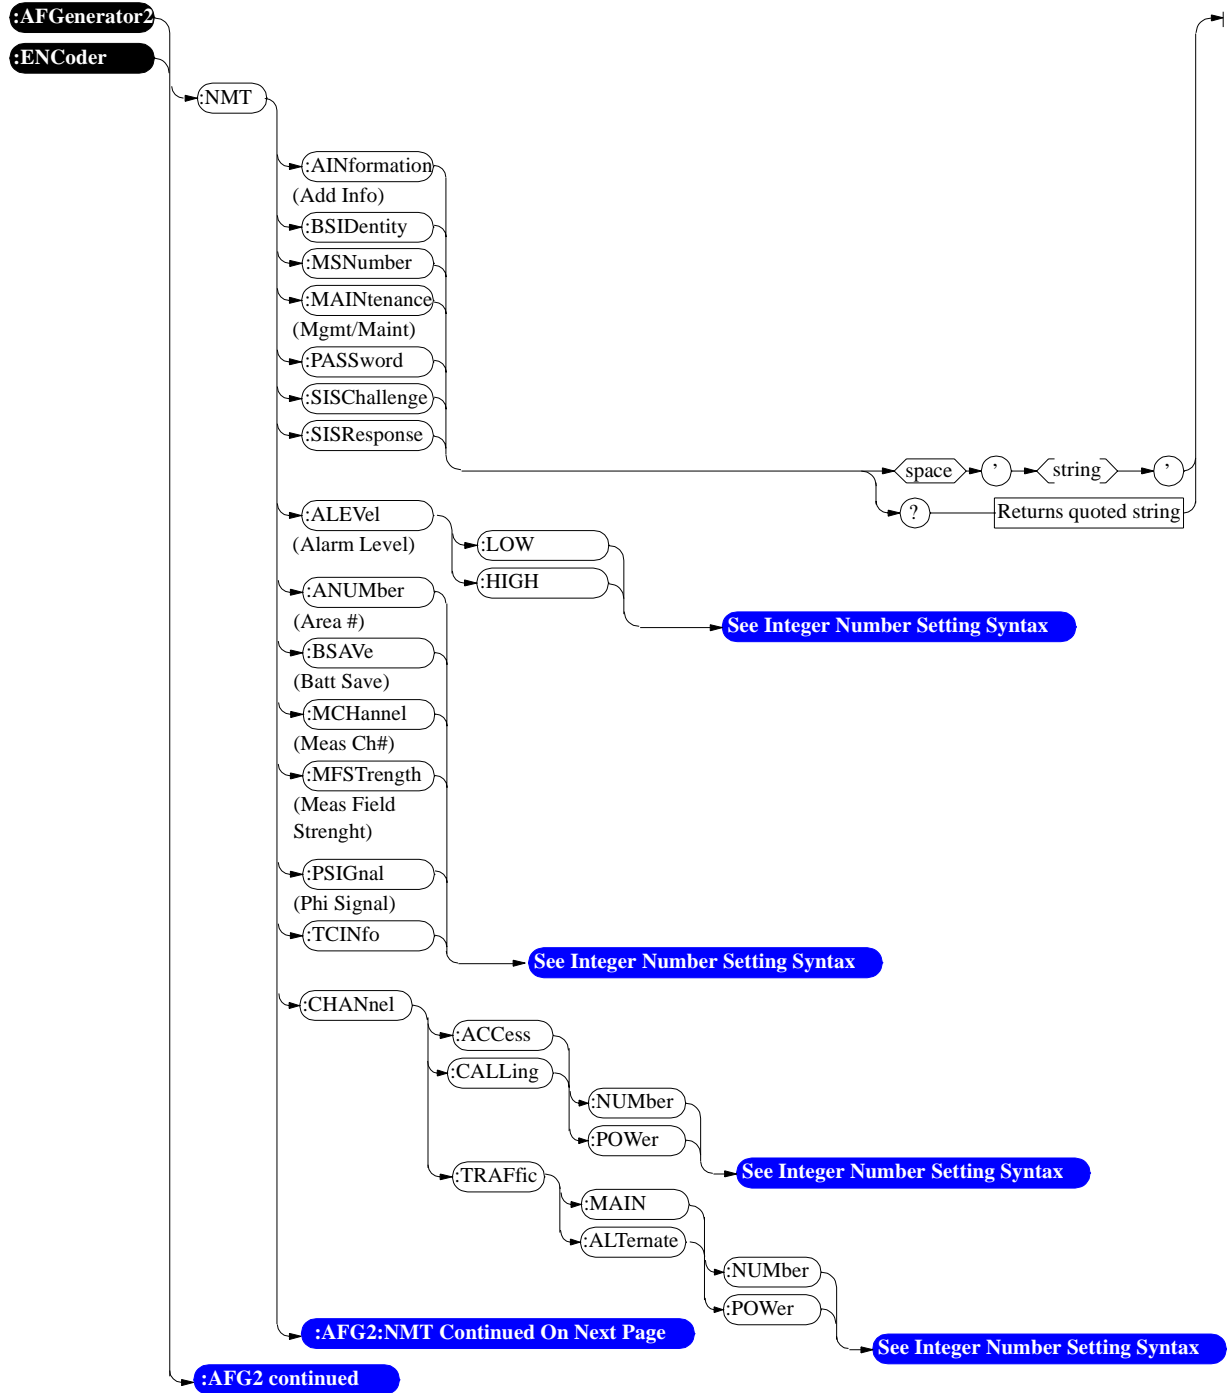 :AFGenerator2
:ENCoder
:NMT
:AINformation
(Add Info)
:BSIDentity
:MSNumber
:MAINtenance
(Mgmt/Maint)
:PASSword
:SISChallenge
:SISResponse
space ’ string ’
? Returns quoted string
:ALEVel
(Alarm Level)
:LOW
:HIGH
See Integer Number Setting Syntax
:ANUMber
(Area #)
:BSAVe
(Batt Save)
:MCHannel
(Meas Ch#)
:MFSTrength
(Meas Field
Strenght)
:PSIGnal
(Phi Signal)
:TCINfo
See Integer Number Setting Syntax
:CHANnel
:ACCess
:CALLing
:NUMber
:POWer
See Integer Number Setting Syntax
:TRAFfic
:MAIN
:ALTernate
:NUMber
:POWer
See Integer Number Setting Syntax
:AFG2:NMT Continued On Next Page
:AFG2 continued